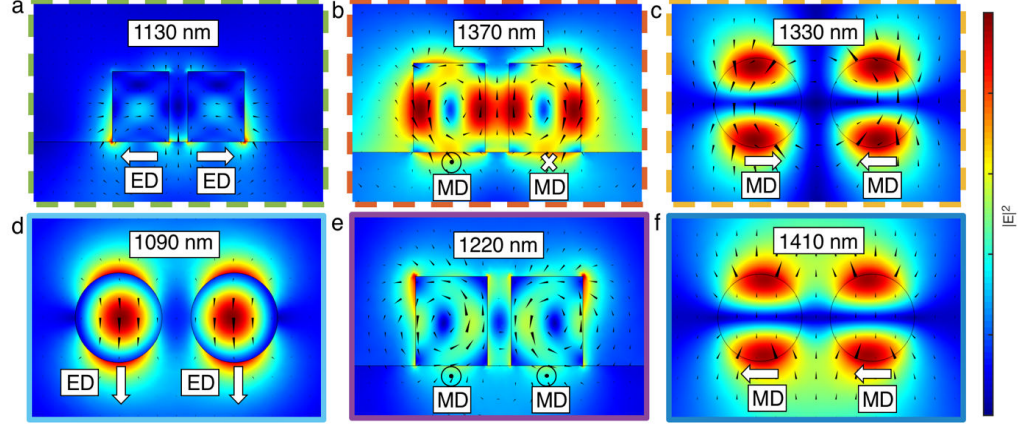 a
1130 nm
ED
ED
b
1370 nm
MD
MD
c
1330 nm
MD
MD
d
1090 nm
ED
ED
e
1220 nm
MD
MD
f
1410 nm
MD
MD
|E|²